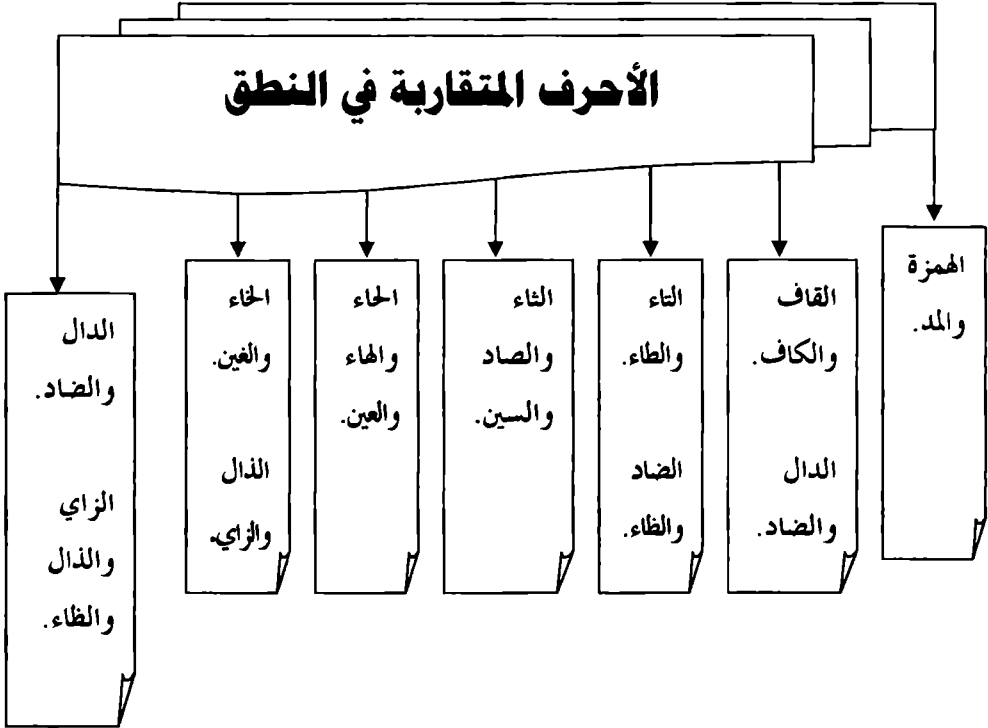 الأحرف المتقاربة في النطق
الهمزة
والمد.
القاف
والكاف.
الدال
والضاد.
التاء
والطاء.
الضاد
والظاء.
الثاء
والصاد
والسين.
الحاء
والهاء
والعين.
الخاء
والغين.
الذال
والزاي.
الدال
والضاد.
الزاي
والذال
والظاء.